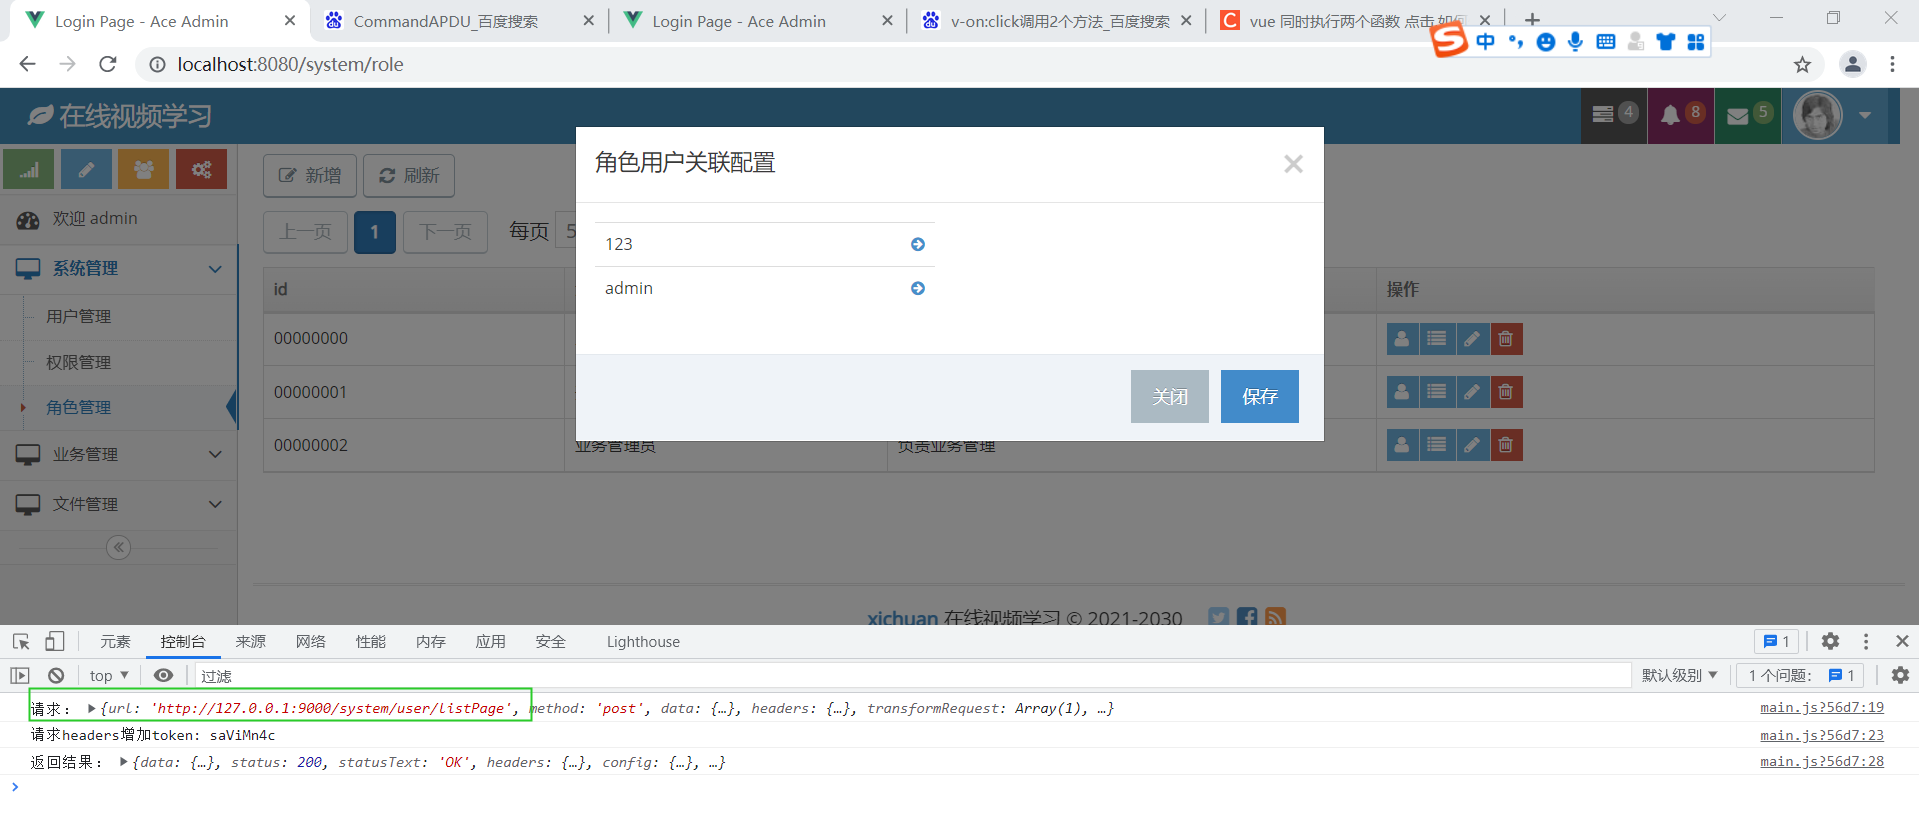 Login Page - Ace Admin
CommandAPDU_百度搜索
Login Page - Ace Admin
v-on:click调用2个方法_百度搜索
vue 同时执行两个函数 点击
中
localhost:8080/system/role
在线视频学习
4
8
5
角色用户关联配置
新增
刷新
欢迎 admin
上一页
1
下一页
每页
5
123
系统管理
id
操作
admin
用户管理
00000000
权限管理
00000001
关闭
保存
角色管理
00000002
业务管理员
负责业务管理
业务管理
文件管理
xichuan 在线视频学习 © 2021-2030
元素
控制台
来源
网络
性能
内存
应用
安全
Lighthouse
1
top
过滤
默认级别
1 个问题:
1
请求: {url: 'http://127.0.0.1:9000/system/user/listPage', method: 'post', data: {…}, headers: {…}, transformRequest: Array(1), …}
main.js?56d7:19
请求headers增加token: saViMn4c
main.js?56d7:23
返回结果: {data: {…}, status: 200, statusText: 'OK', headers: {…}, config: {…}, …}
main.js?56d7:28